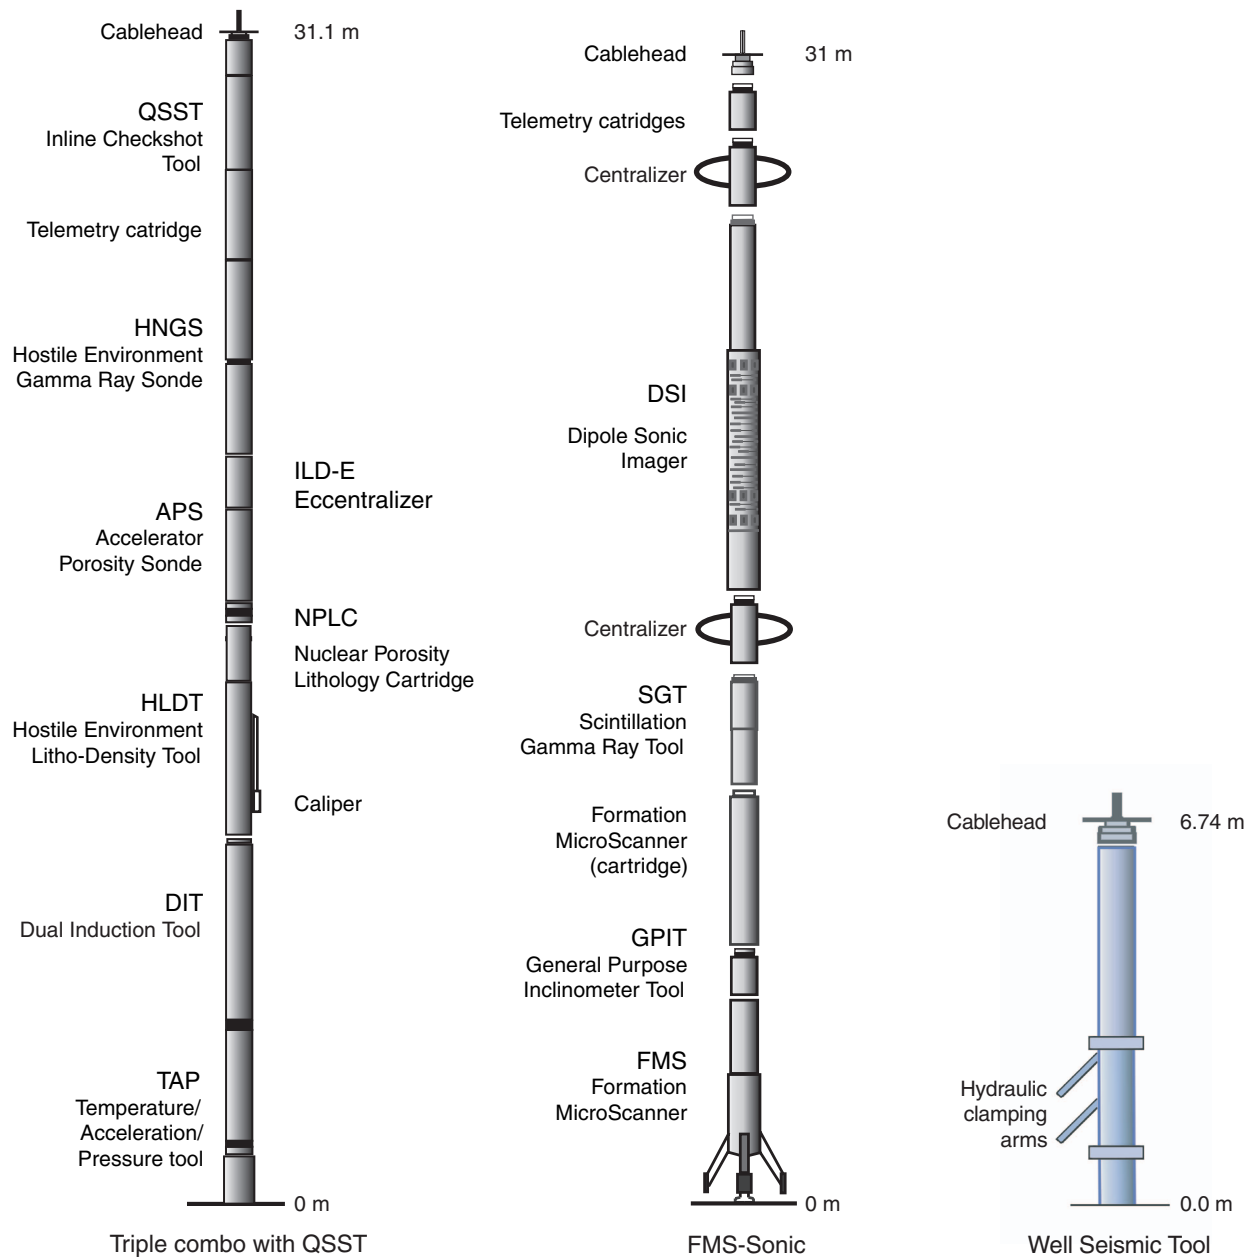 Cablehead
31.1 m
QSST
Inline Checkshot
Tool
Telemetry catridge
HNGS
Hostile Environment
Gamma Ray Sonde
ILD-E
Eccentralizer
APS
Accelerator
Porosity Sonde
NPLC
Nuclear Porosity
Lithology Cartridge
HLDT
Hostile Environment
Litho-Density Tool
Caliper
DIT
Dual Induction Tool
TAP
Temperature/
Acceleration/
Pressure tool
0 m
Triple combo with QSST
Cablehead
31 m
Telemetry catridges
Centralizer
DSI
Dipole Sonic
Imager
Centralizer
SGT
Scintillation
Gamma Ray Tool
Formation
MicroScanner
(cartridge)
GPIT
General Purpose
Inclinometer Tool
FMS
Formation
MicroScanner
0 m
FMS-Sonic
Cablehead
6.74 m
Hydraulic
clamping
arms
0.0 m
Well Seismic Tool